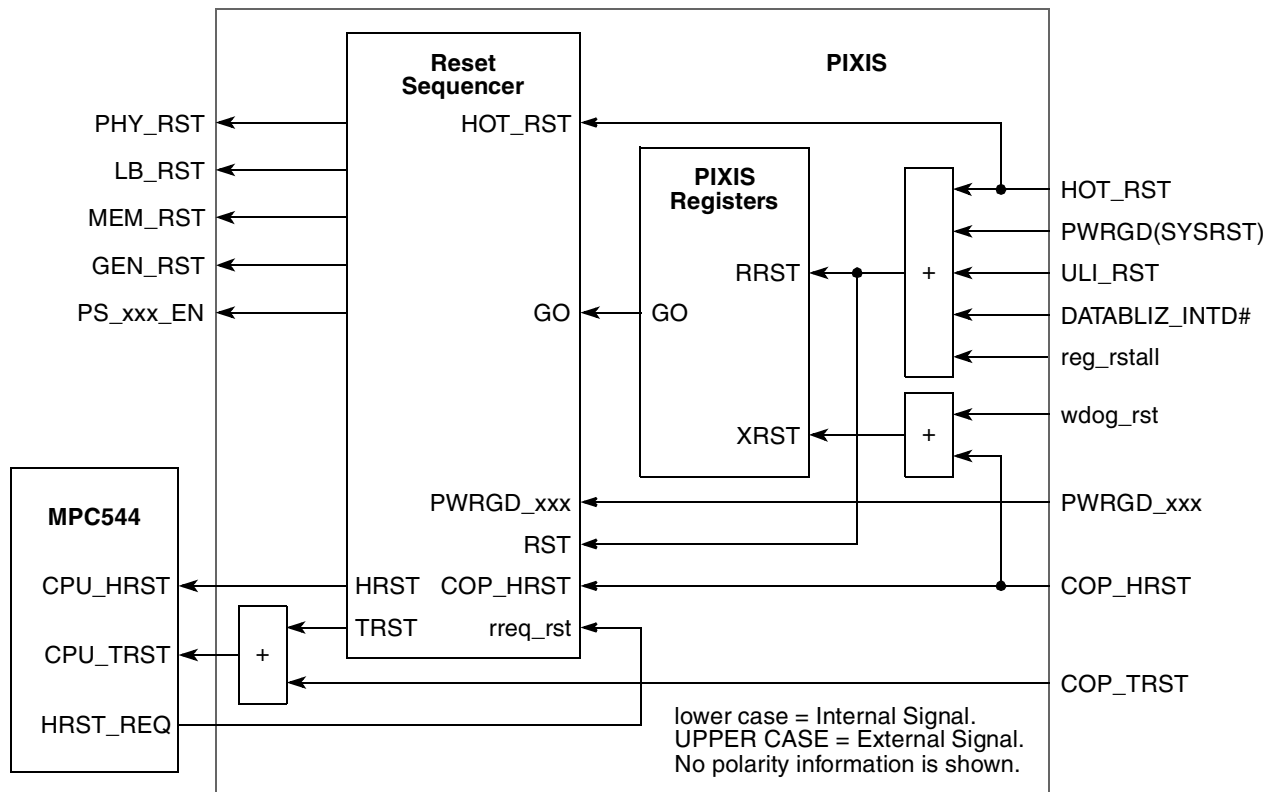 Reset
Sequencer
PIXIS
PHY_RST
HOT_RST
LB_RST
PIXIS
Registers
HOT_RST
MEM_RST
PWRGD(SYSRST)
GEN_RST
RRST
+
ULI_RST
PS_xxx_EN
GO
GO
DATABLIZ_INTD#
reg_rstall
wdog_rst
XRST
+
PWRGD_xxx
PWRGD_xxx
MPC544
RST
CPU_HRST
HRST
COP_HRST
COP_HRST
TRST
rreq_rst
CPU_TRST
+
COP_TRST
HRST_REQ
lower case = Internal Signal.
UPPER CASE = External Signal.
No polarity information is shown.